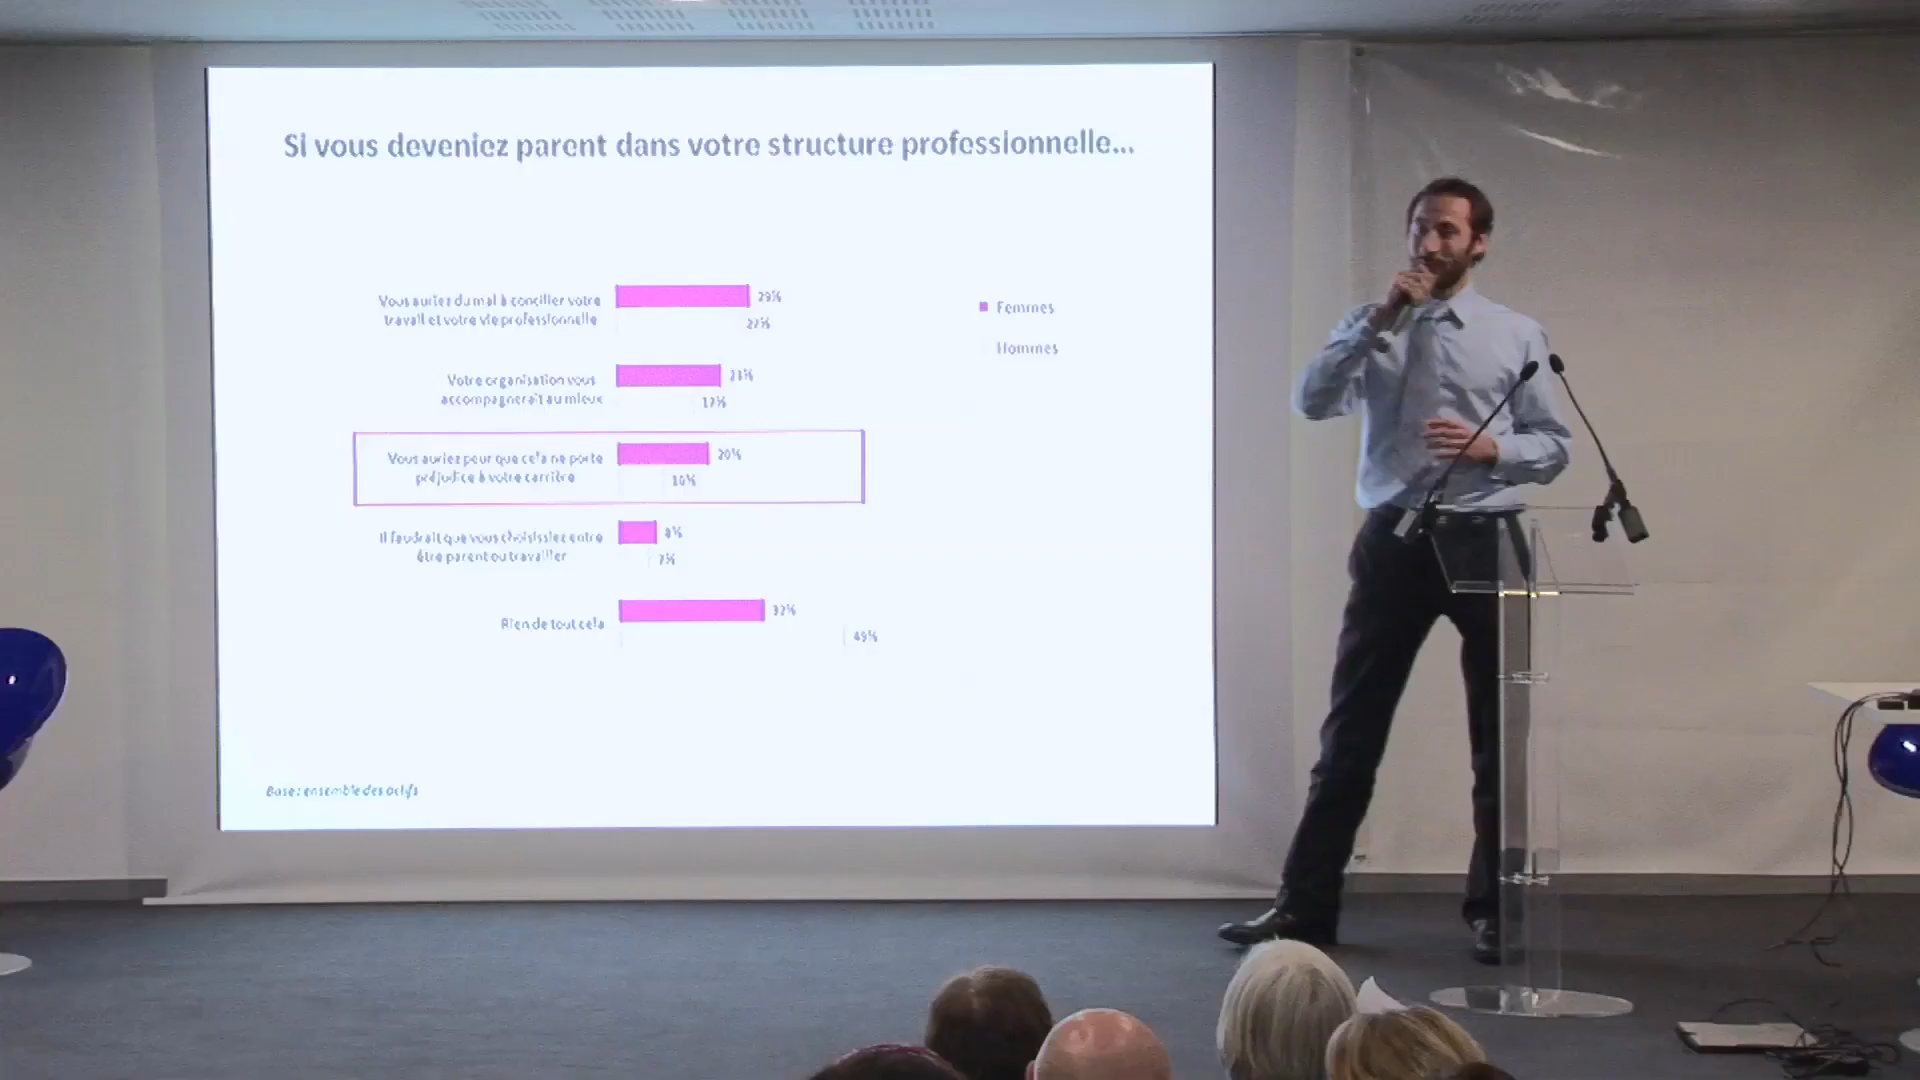 Si vous deveniez parent dans votre structure professionnelle...
Vous auriez du mal à concilier votre
travail et votre vie professionnelle
29%
27%
Femmes
Hommes
Votre organisation vous
accompagnerait au mieux
23%
17%
Vous auriez peur que cela ne porte
préjudice à votre carrière
20%
10%
Il faudrait que vous choisissiez entre
être parent ou travailler
8%
7%
Rien de tout cela
32%
49%
Base : ensemble des actifs